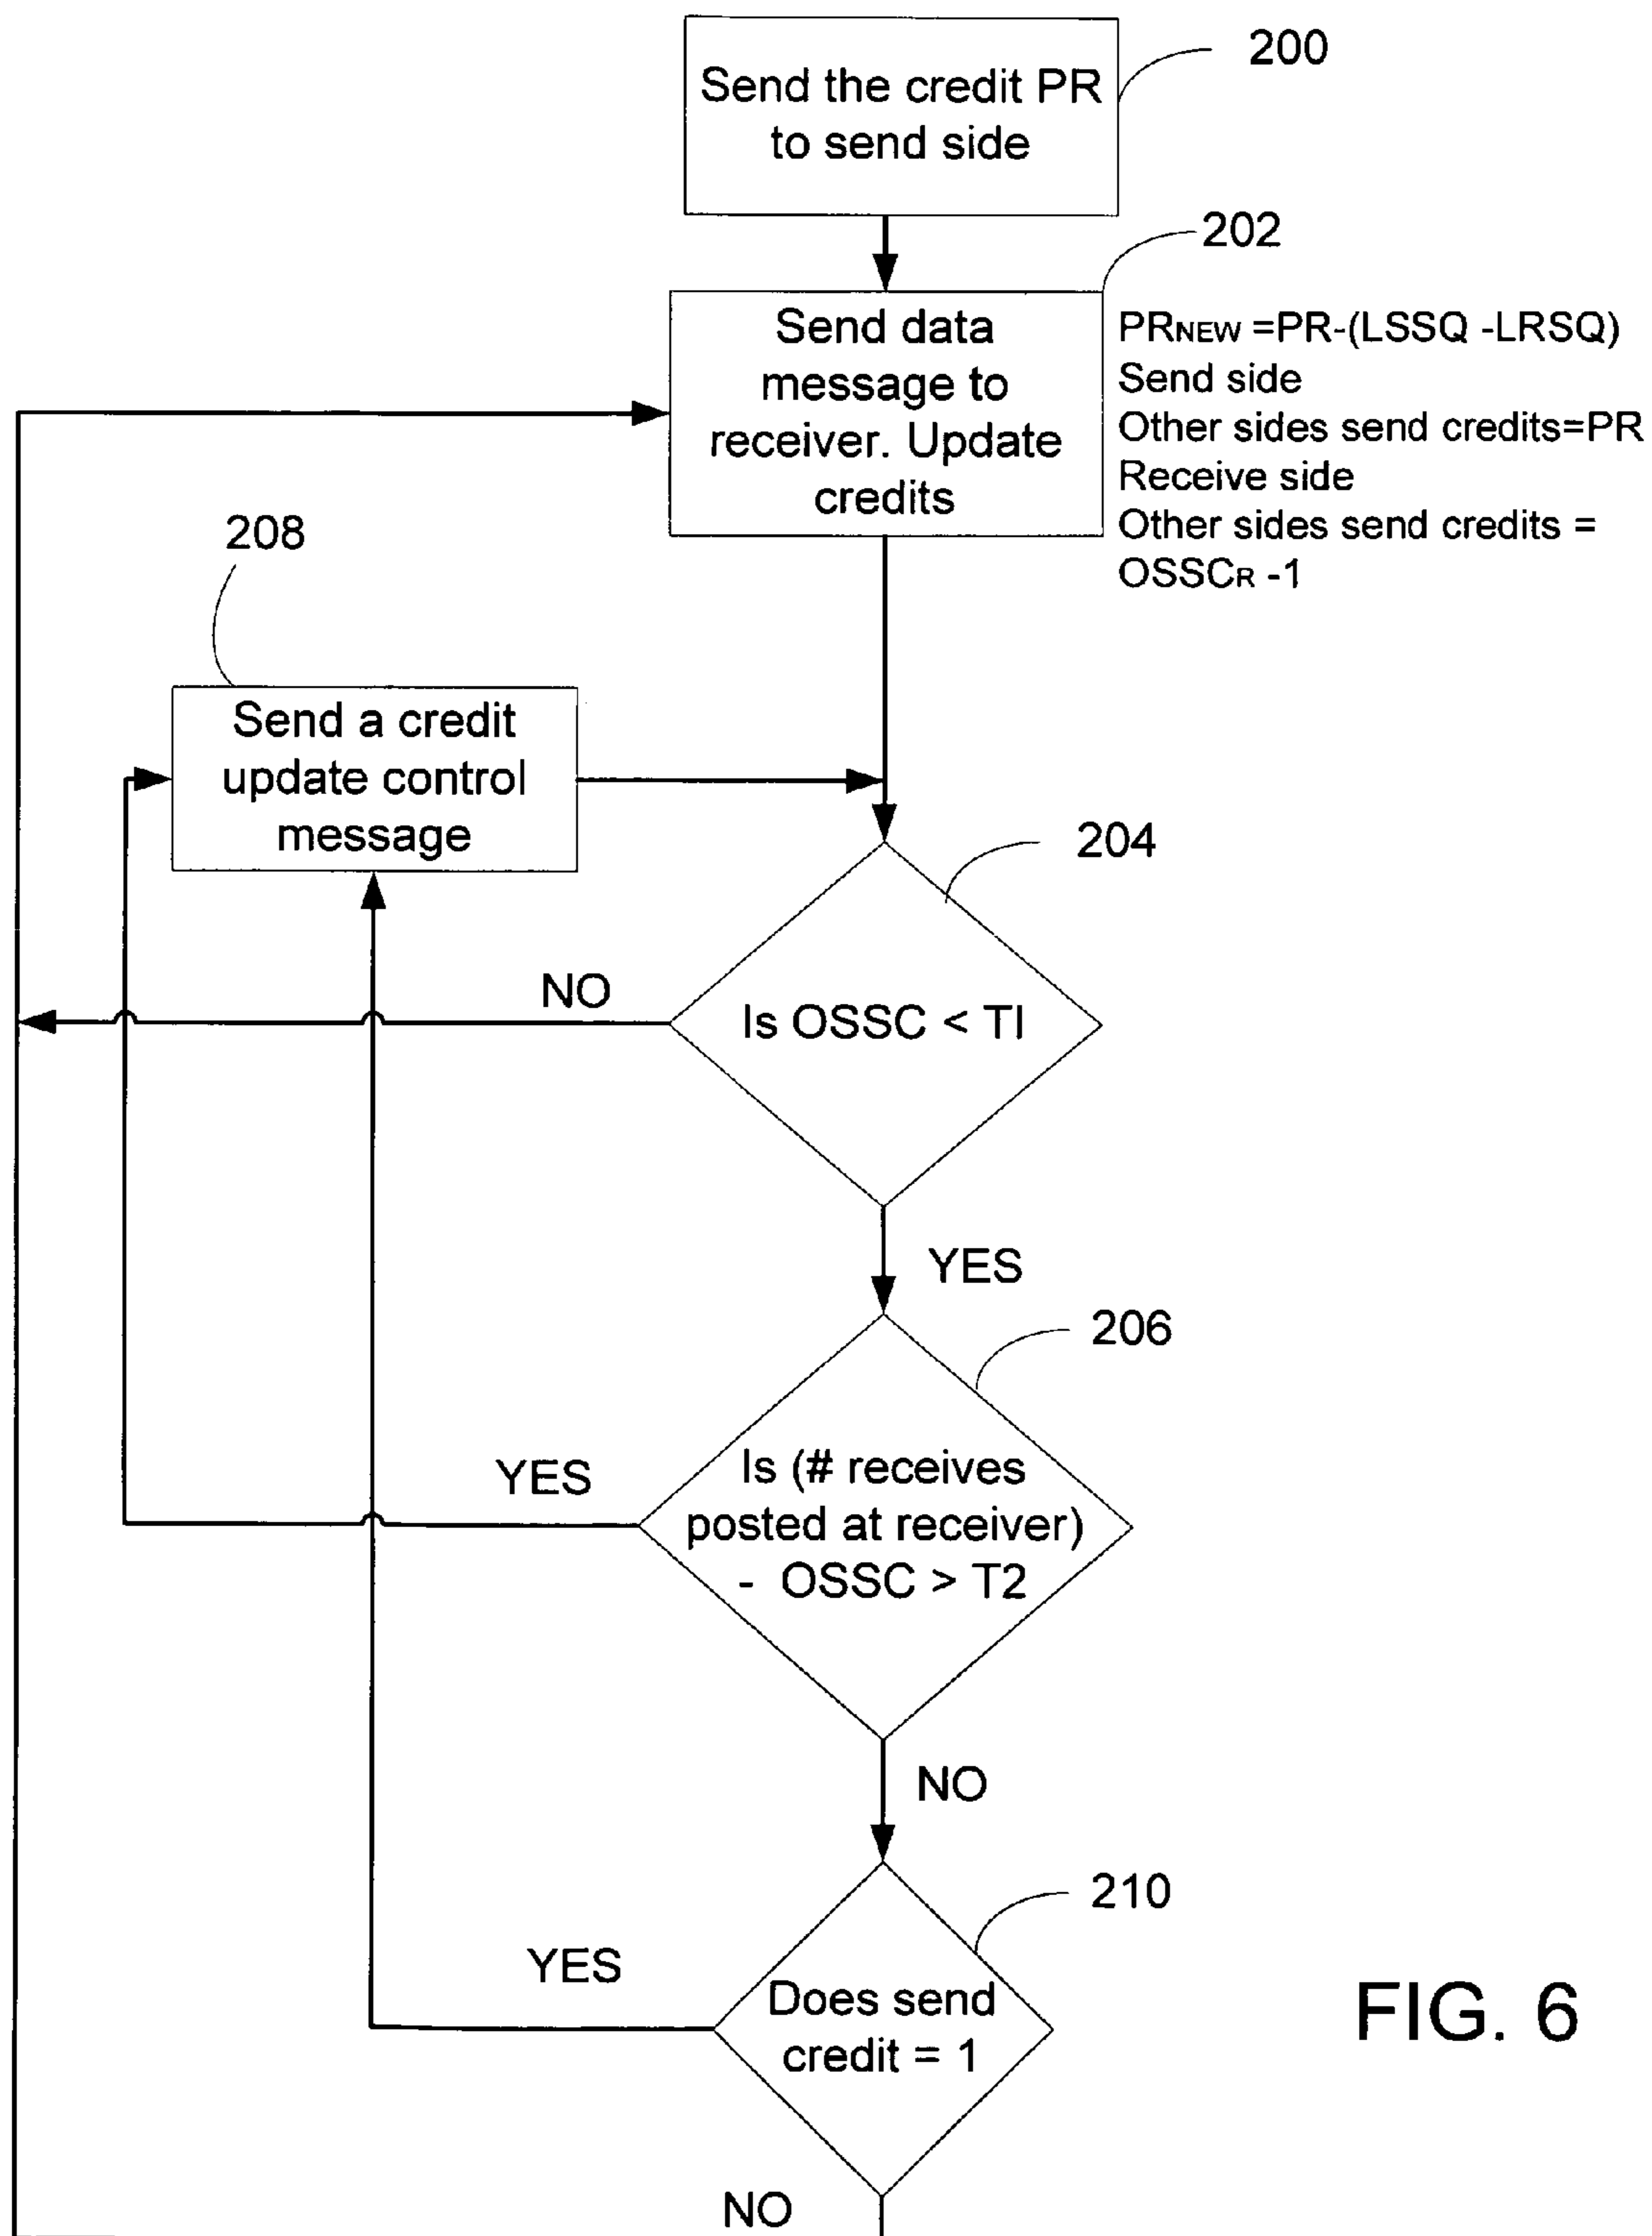 200
Send the credit PR
to send side
202
Send data
message to
receiver. Update
credits
PRNEW =PR-(LSSQ -LRSQ)
Send side
Other sides send credits=PR
Receive side
Other sides send credits =
OSSCR -1
208
Send a credit
update control
message
204
NO
Is OSSC < TI
YES
206
YES
Is (# receives
posted at receiver)
- OSSC > T2
NO
210
YES
Does send
credit = 1
NO
FIG. 6